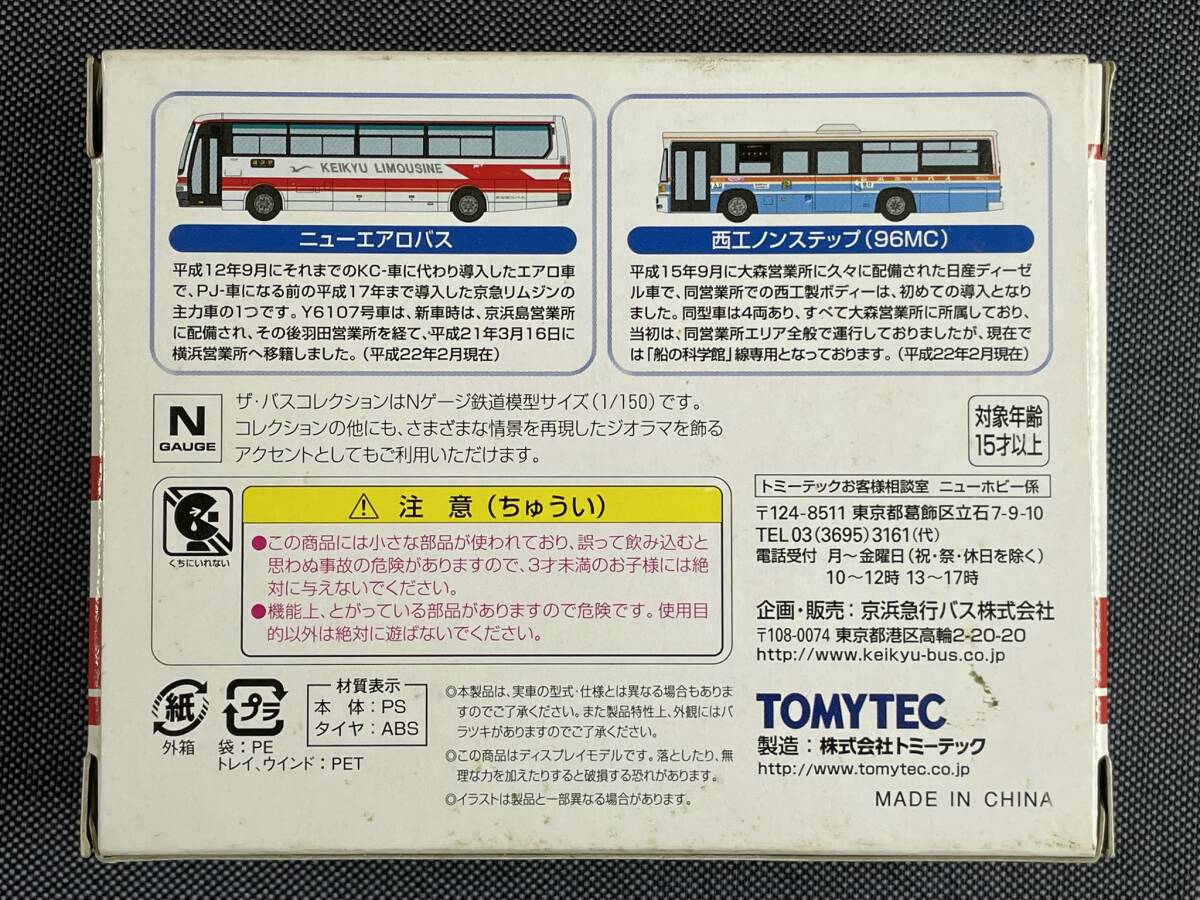 KEIKYU LIMOUSINE
ニューエアロバス
平成12年9月にそれまでのKC-車に代わり導入したエアロ車
で、PJ-車になる前の平成17年まで導入した京急リムジンの
主力車の1つです。Y6107号車は、新車時は、京浜島営業所
に配備され、その後羽田営業所を経て、平成21年3月16日に
横浜営業所へ移籍しました。(平成22年2月現在)
西工ノンステップ(96MC)
平成15年9月に大森営業所に久々に配備された日産ディーゼ
ル車で、同営業所での西工製ボディーは、初めての導入となり
ました。同型車は4両あり、すべて大森営業所に所属しており、
当初は、同営業所エリア全般で運行しておりましたが、現在で
は「船の科学館」線専用となっております。(平成22年2月現在)
N
GAUGE
ザ・バスコレクションはNゲージ鉄道模型サイズ(1/150)です。
コレクションの他にも、さまざまな情景を再現したジオラマを飾る
アクセントとしてもご利用いただけます。
対象年齢
15才以上
くちにいれない
注 意(ちゅうい)
●この商品には小さな部品が使われており、誤って飲み込むと
思わぬ事故の危険がありますので、3才未満のお子様には絶
対に与えないでください。
●機能上、とがっている部品がありますので危険です。使用目
的以外は絶対に遊ばないでください。
トミーテックお客様相談室 ニューホビー係
〒124-8511 東京都葛飾区立石7-9-10
TEL 03(3695)3161(代)
電話受付 月〜金曜日(祝・祭・休日を除く)
10〜12時 13〜17時
企画・販売:京浜急行バス株式会社
〒108-0074 東京都港区高輪2-20-20
http://www.keikyu-bus.co.jp
紙
外箱
プラ
袋:PE
トレイ、ウインド:PET
材質表示
本 体:PS
タイヤ:ABS
◎本製品は、実車の型式・仕様とは異なる場合もありま
すのでご了承ください。また製品特性上、外観にはバ
ラツキがありますのでご了承ください。
◎この商品はディスプレイモデルです。落としたり、無
理な力を加えたりすると破損する恐れがあります。
◎イラストは製品と一部異なる場合があります。
TOMYTEC
製造:株式会社トミーテック
http://www.tomytec.co.jp
MADE IN CHINA